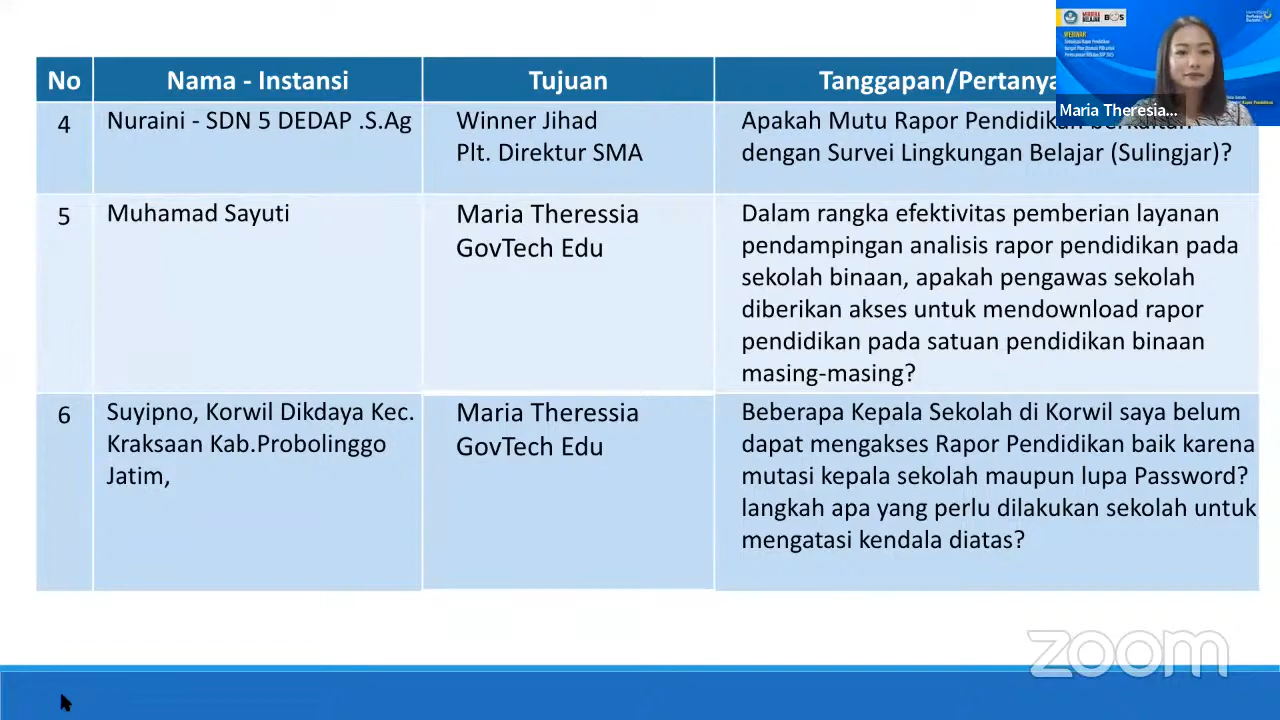 No Nama - Instansi Tujuan Tanggapan/Pertanya
4 Nuraini - SDN 5 DEDAP .S.Ag Winner Jihad Apakah Mutu Rapor Pendidikan berkaitan
Plt. Direktur SMA dengan Survei Lingkungan Belajar (Sulingjar)?
5 Muhamad Sayuti Maria Theressia Dalam rangka efektivitas pemberian layanan
GovTech Edu pendampingan analisis rapor pendidikan pada
sekolah binaan, apakah pengawas sekolah
diberikan akses untuk mendownload rapor
pendidikan pada satuan pendidikan binaan
masing-masing?
6 Suyipno, Korwil Dikdaya Kec. Maria Theressia Beberapa Kepala Sekolah di Korwil saya belum
Kraksaan Kab.Probolinggo GovTech Edu dapat mengakses Rapor Pendidikan baik karena
Jatim, mutasi kepala sekolah maupun lupa Password?
langkah apa yang perlu dilakukan sekolah untuk
mengatasi kendala diatas?
MERDEKA
BELAJAR
BOS
WEBINAR
Maria Theresia...
zoom